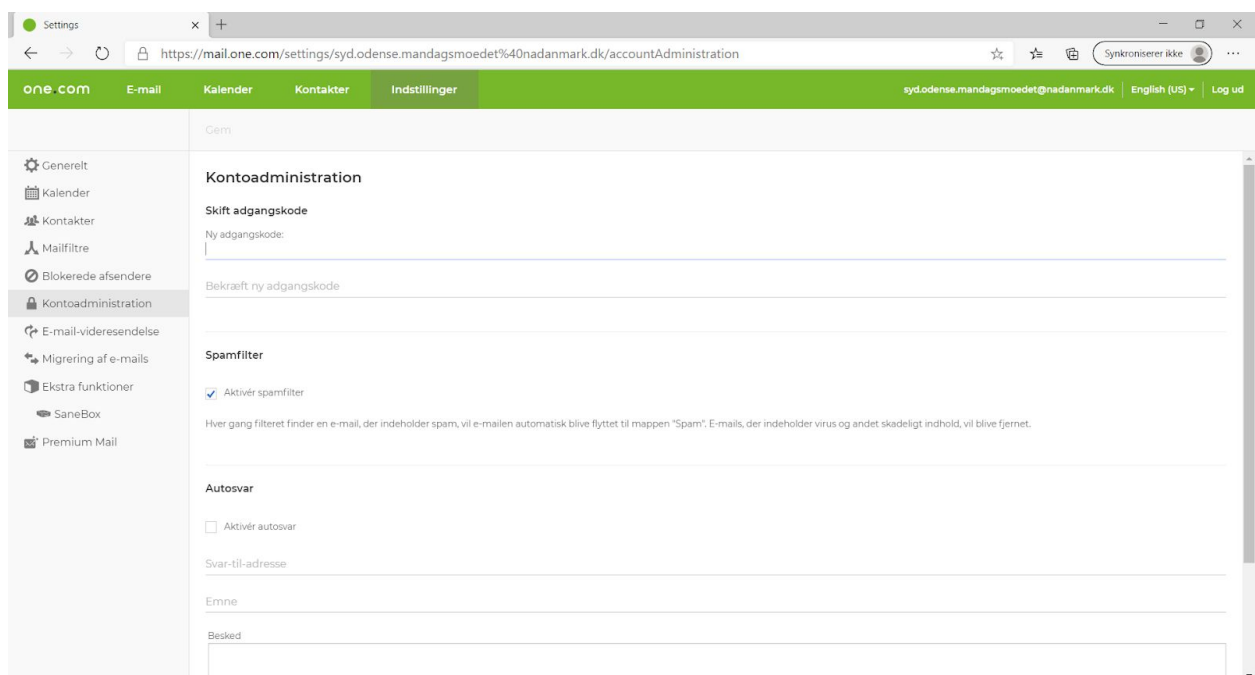 Settings
https://mail.one.com/settings/syd.odense.mandagsmoedet%40nadanmark.dk/accountAdministration
Synkroniserer ikke
one.com
E-mail
Kalender
Kontakter
Indstillinger
syd.odense.mandagsmoedet@nadanmark.dk
English (US)
Log ud
Gem
Generelt
Kalender
Kontakter
Mailfiltre
Blokerede afsendere
Kontoadministration
E-mail-videresendelse
Migrering af e-mails
Ekstra funktioner
SaneBox
Premium Mail
Kontoadministration
Skift adgangskode
Ny adgangskode:
Bekræft ny adgangskode
Spamfilter
Aktivér spamfilter
Hver gang filteret finder en e-mail, der indeholder spam, vil e-mailen automatisk blive flyttet til mappen "Spam". E-mails, der indeholder virus og andet skadeligt indhold, vil blive fjernet.
Autosvar
Aktivér autosvar
Svar-til-adresse
Emne
Besked